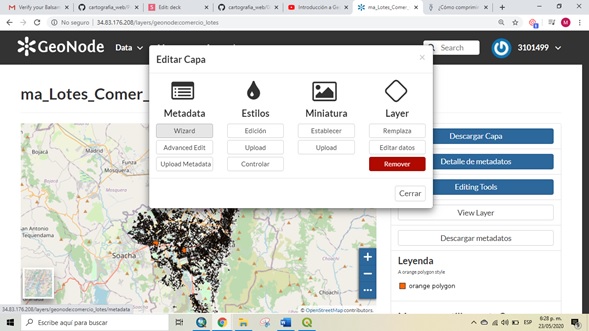 Verify your Balsa
cartografia_web/
Edit deck
cartografia_web/
Introducción a Ge
ma_Lotes_Comer_
¿Cómo comprimi
No seguro | 34.83.176.208/layers/geonode:comercio_lotes
GeoNode
Data
Search
3101499
Editar Capa
ma_Lotes_Comer_
Metadata
Estilos
Miniatura
Layer
Wizard
Edición
Establecer
Remplaza
Advanced Edit
Upload
Upload
Editar datos
Upload Metadata
Controlar
Remover
Cerrar
Descargar Capa
Detalle de metadatos
Editing Tools
View Layer
Descargar metadatos
Leyenda
A orange polygon style
orange polygon
Bojacá
Funza
Mosquera
Madrid
San Antonio
del Tequendama
Soacha
+
−
© OpenStreetMap contributors.
34.83.176.208/layers/geonode:comercio_lotes/metadata
Escribe aquí para buscar
ESP
6:28 p. m.
23/05/2020